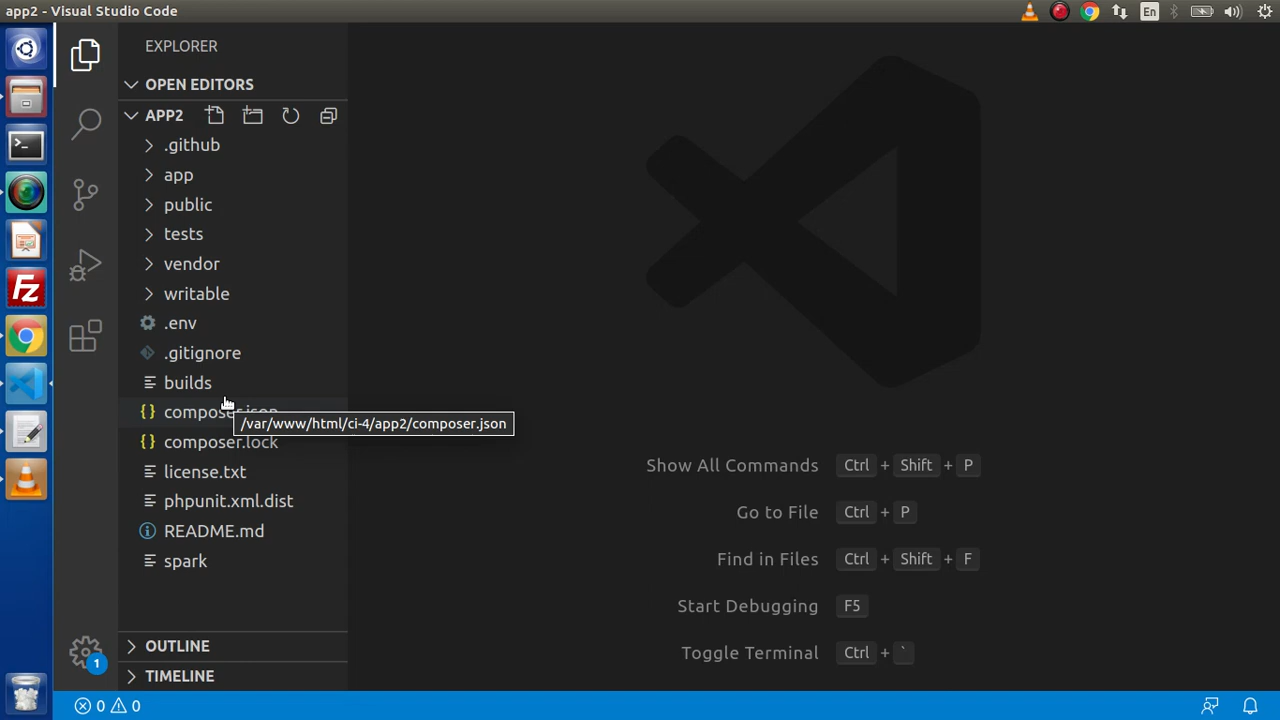 app2 - Visual Studio Code
En
EXPLORER
OPEN EDITORS
APP2
.github
app
public
tests
vendor
writable
.env
.gitignore
builds
composer.json
/var/www/html/ci-4/app2/composer.json
composer.lock
license.txt
phpunit.xml.dist
README.md
spark
OUTLINE
TIMELINE
Show All Commands Ctrl + Shift + P
Go to File Ctrl + P
Find in Files Ctrl + Shift + F
Start Debugging F5
Toggle Terminal Ctrl + `
1
0 0